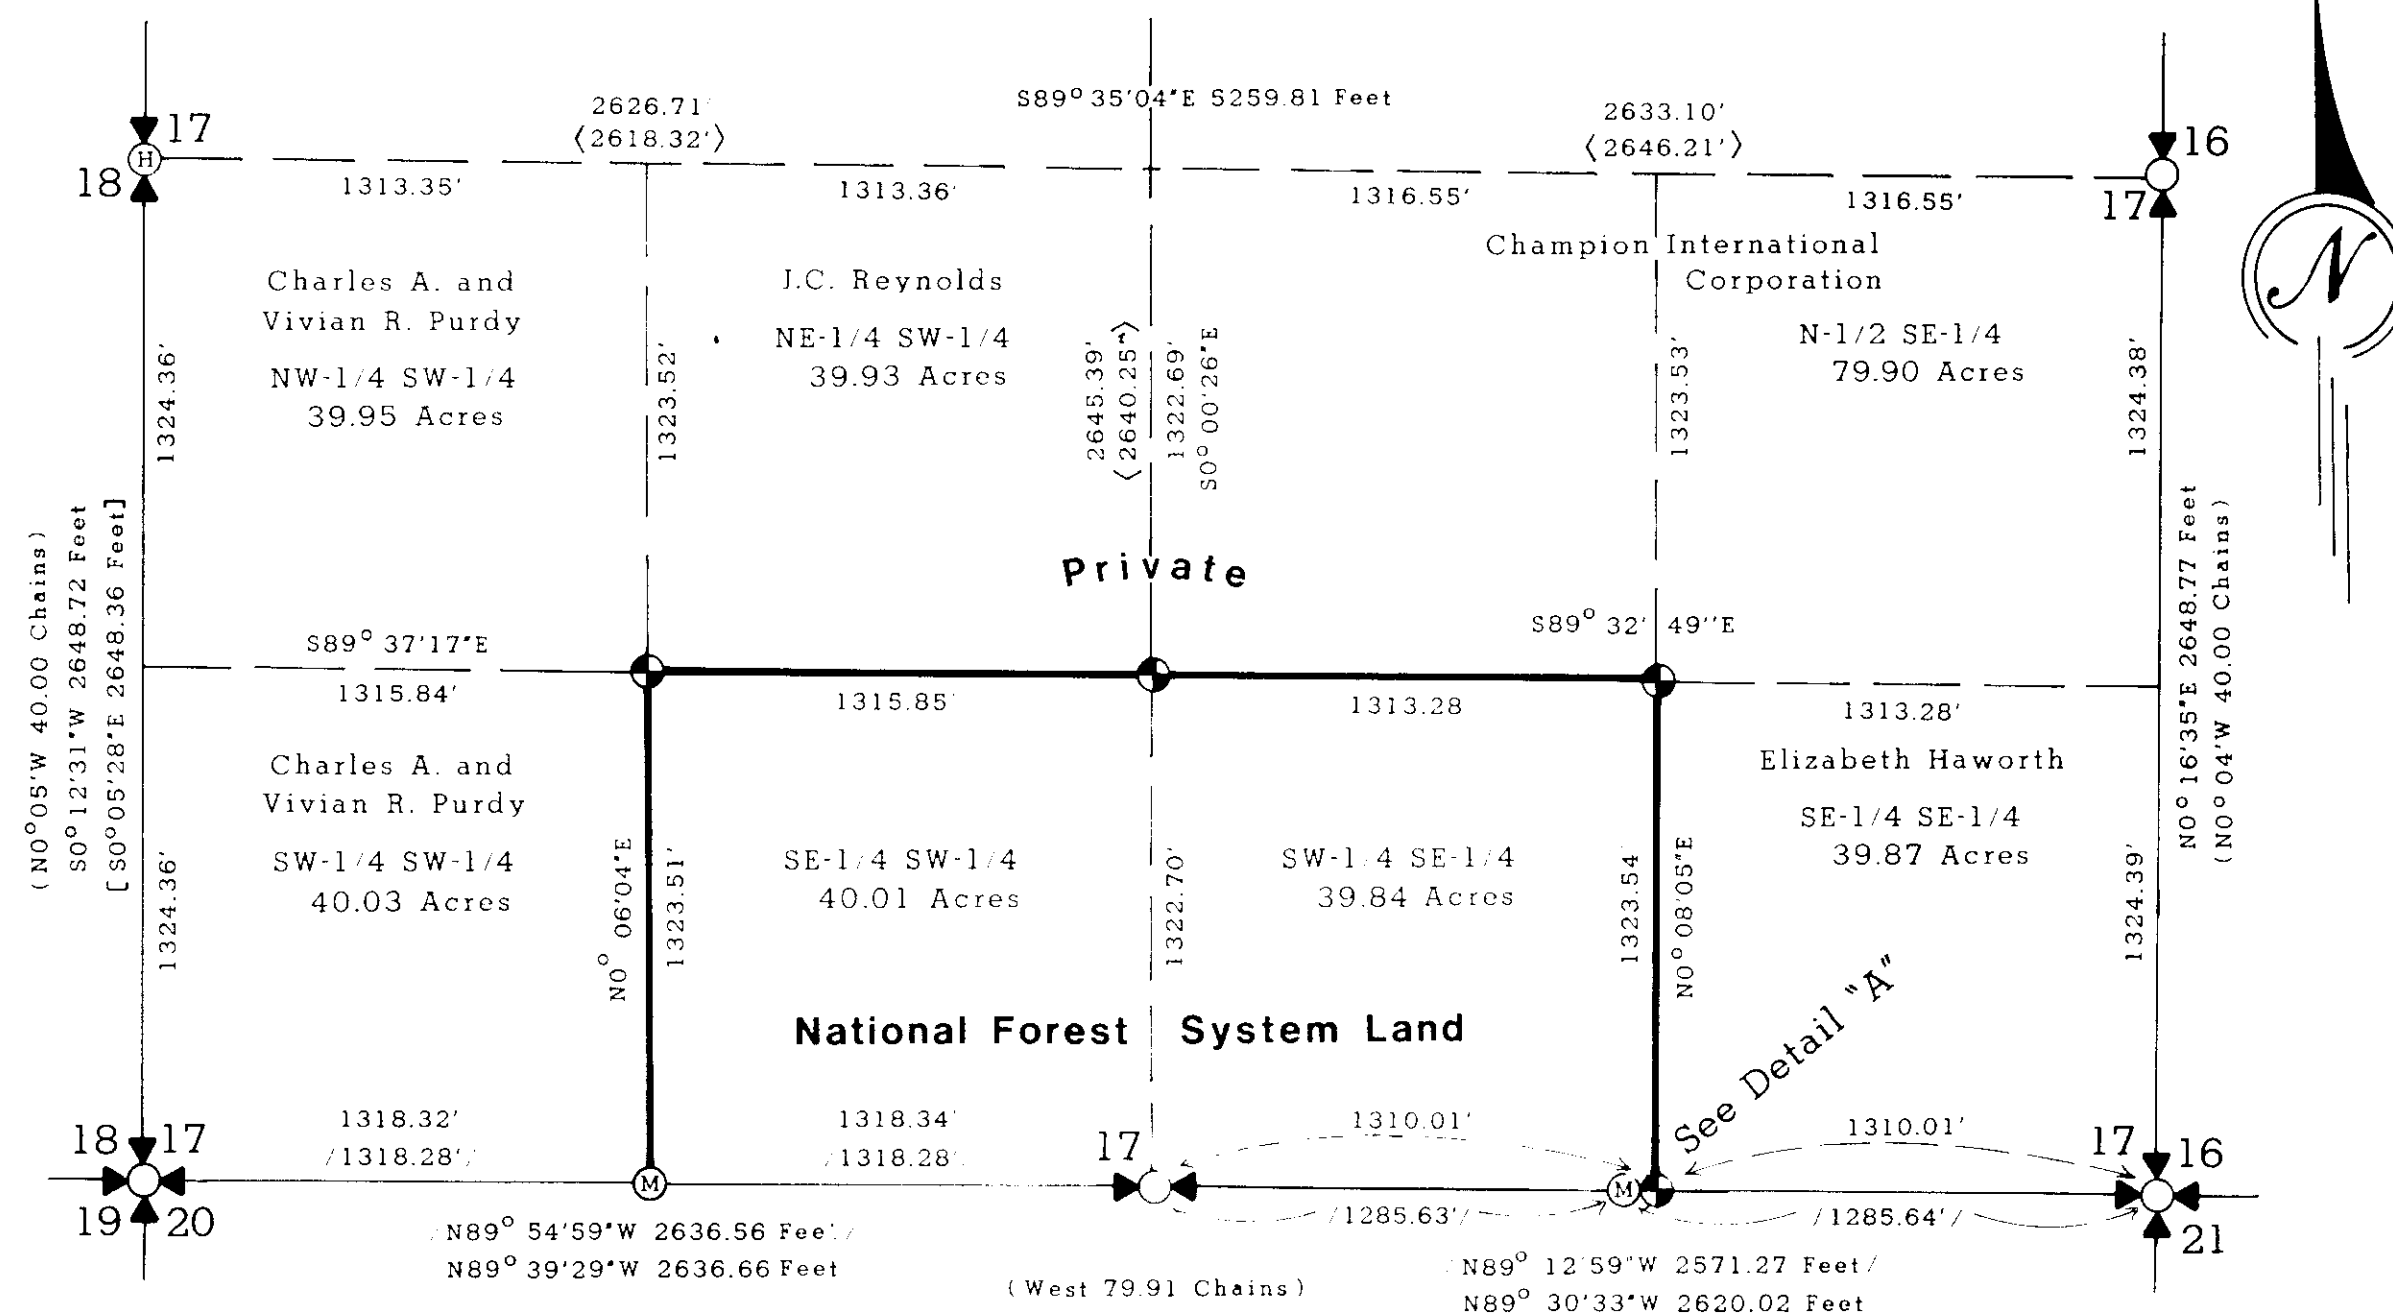 S89° 35'04"E 5259.81 Feet
2626.71'
⟨2618.32'⟩
2633.10'
⟨2646.21'⟩
17
18
H
16
17
1313.35'
1313.36'
1316.55'
1316.55'
N
Charles A. and
Vivian R. Purdy
NW-1/4 SW-1/4
39.95 Acres
J.C. Reynolds
NE-1/4 SW-1/4
39.93 Acres
Champion International
Corporation
N-1/2 SE-1/4
79.90 Acres
1324.36'
1323.52'
2645.39'
⟨2640.25"⟩
1322.69'
S0° 00'26"E
1323.53'
1324.38'
(N0°05'W 40.00 Chains)
S0°12'31"W 2648.72 Feet
[S0°05'28"E 2648.36 Feet]
N0°16'35"E 2648.77 Feet
(N0°04'W 40.00 Chains)
Private
S89° 37'17"E
S89° 32' 49''E
1315.84'
1315.85'
1313.28
1313.28'
Charles A. and
Vivian R. Purdy
SW-1/4 SW-1/4
40.03 Acres
SE-1/4 SW-1/4
40.01 Acres
SW-1/4 SE-1/4
39.84 Acres
Elizabeth Haworth
SE-1/4 SE-1/4
39.87 Acres
1324.36'
N0° 06'04"E
1323.51'
1322.70'
1323.54
N0°08'05"E
1324.39'
See Detail "A"
National Forest System Land
1318.32'
/1318.28'/
1318.34'
/1318.28'
1310.01'
1310.01'
18 17
19 20
M
17
M
17 16
21
/1285.63'/
/1285.64'/
/N89° 54'59"W 2636.56 Feet/
N89° 39'29"W 2636.66 Feet
(West 79.91 Chains)
N89° 12'59"W 2571.27 Feet/
N89° 30'33"W 2620.02 Feet